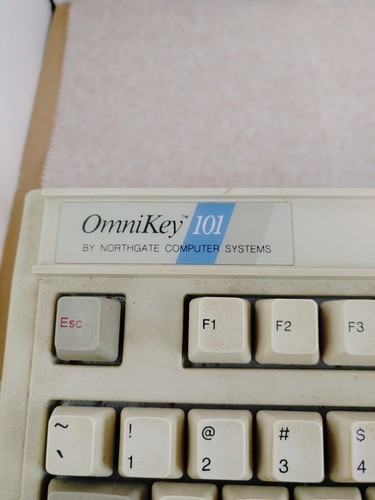 OmniKey™ 101
BY NORTHGATE COMPUTER SYSTEMS
Esc F1 F2 F3
~ ! @ # $
` 1 2 3 4